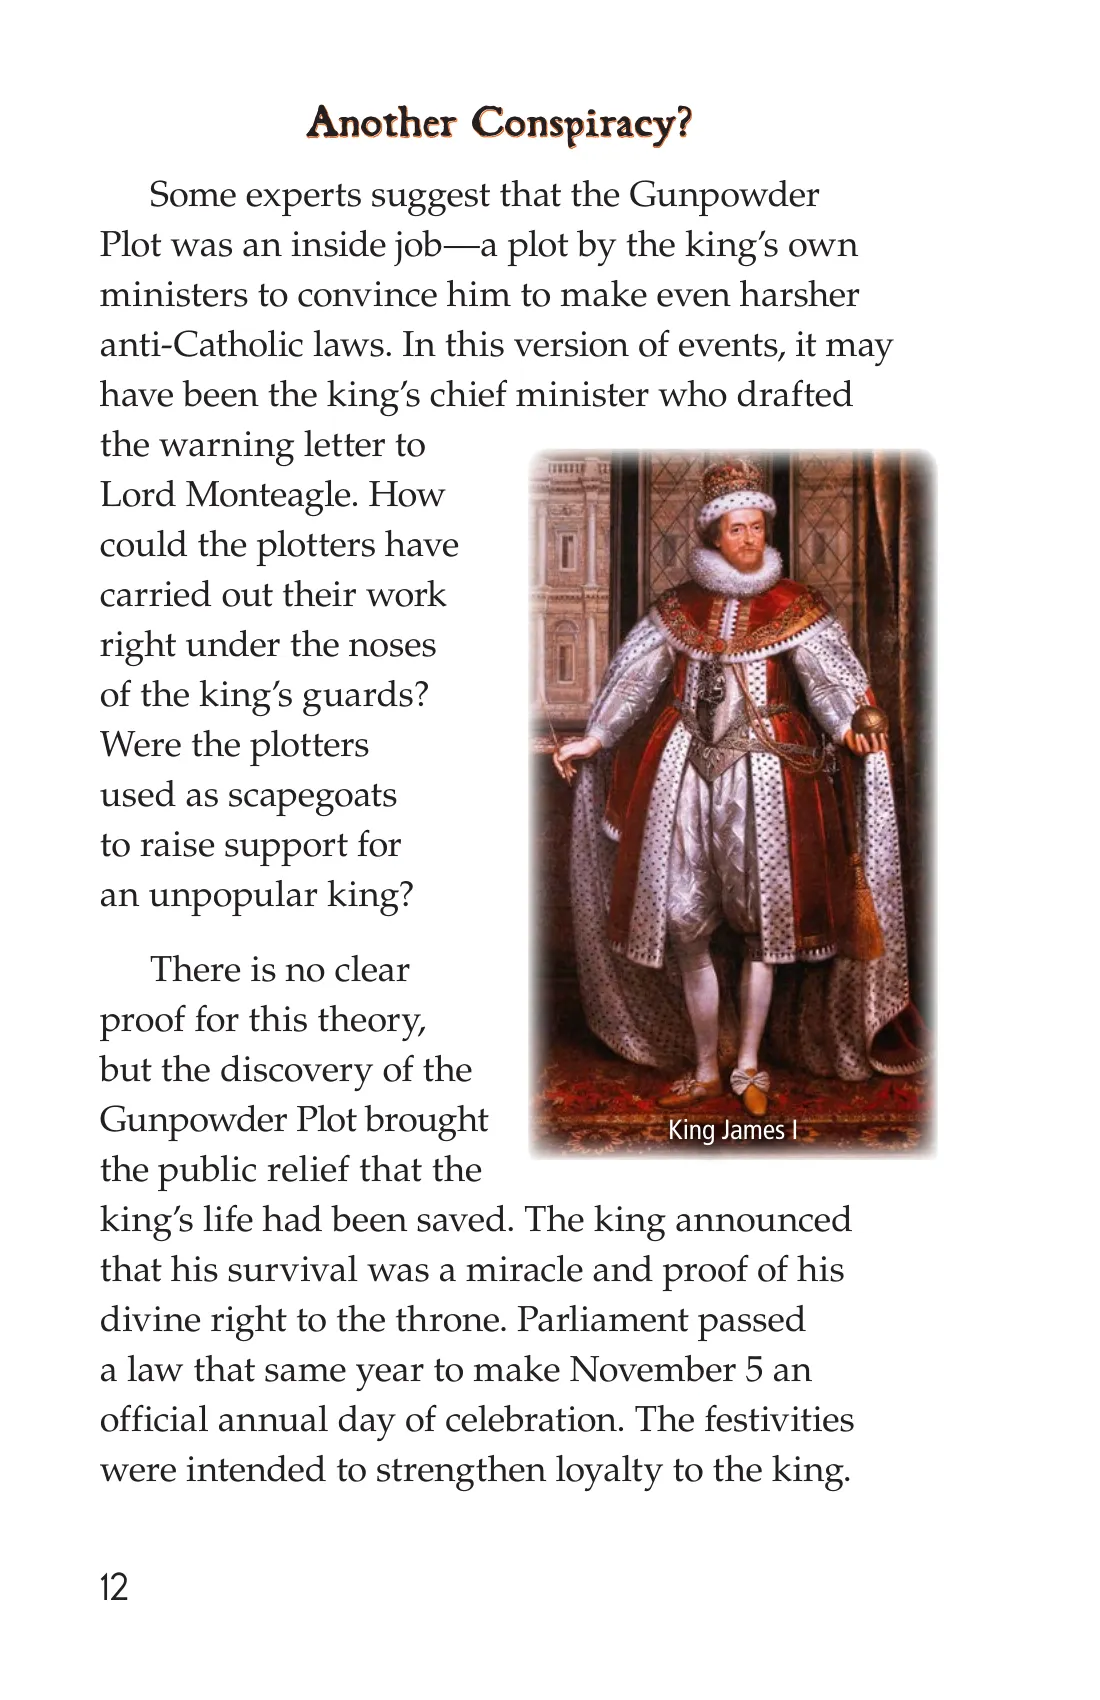 Another Conspiracy?
Some experts suggest that the Gunpowder
Plot was an inside job—a plot by the king’s own
ministers to convince him to make even harsher
anti-Catholic laws. In this version of events, it may
have been the king’s chief minister who drafted
the warning letter to
Lord Monteagle. How
could the plotters have
carried out their work
right under the noses
of the king’s guards?
Were the plotters
used as scapegoats
to raise support for
an unpopular king?
There is no clear
proof for this theory,
but the discovery of the
Gunpowder Plot brought
the public relief that the
king’s life had been saved. The king announced
that his survival was a miracle and proof of his
divine right to the throne. Parliament passed
a law that same year to make November 5 an
official annual day of celebration. The festivities
were intended to strengthen loyalty to the king.
King James I
12